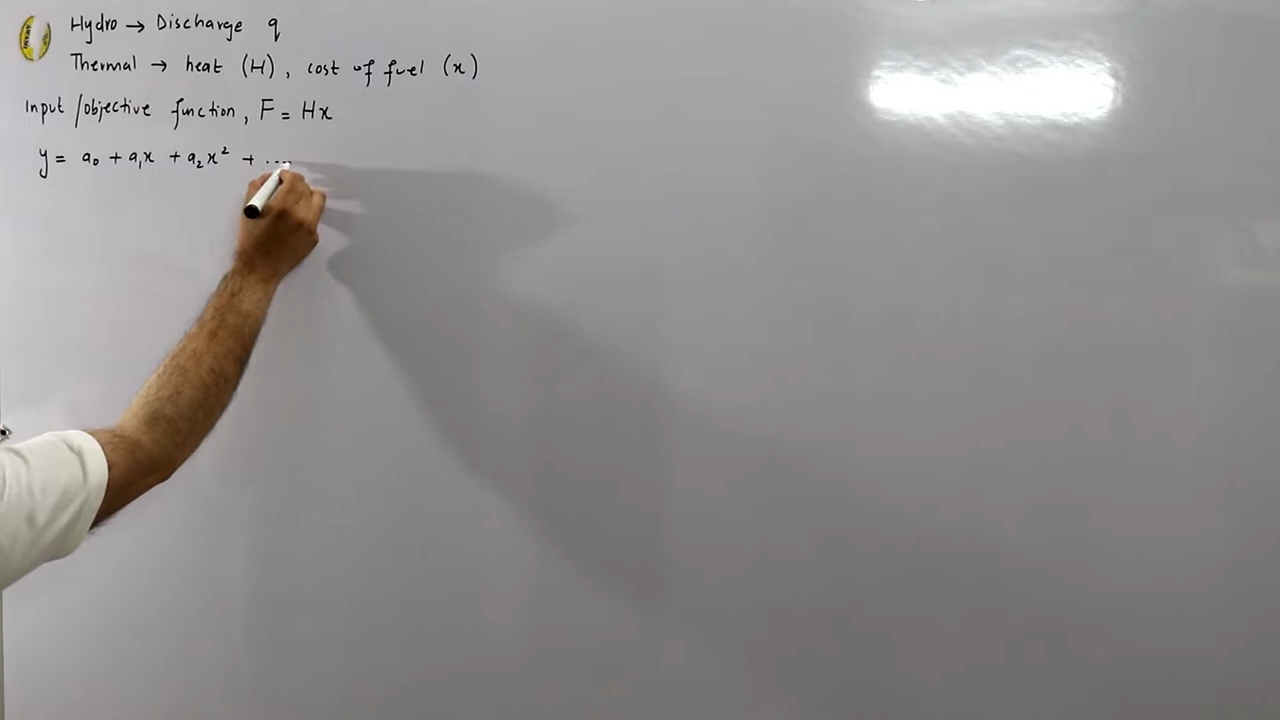 Hydro → Discharge q
Thermal → heat (H), cost of fuel (x)
Input/objective function, F = Hx
y = a₀ + a₁x + a₂x² + ....